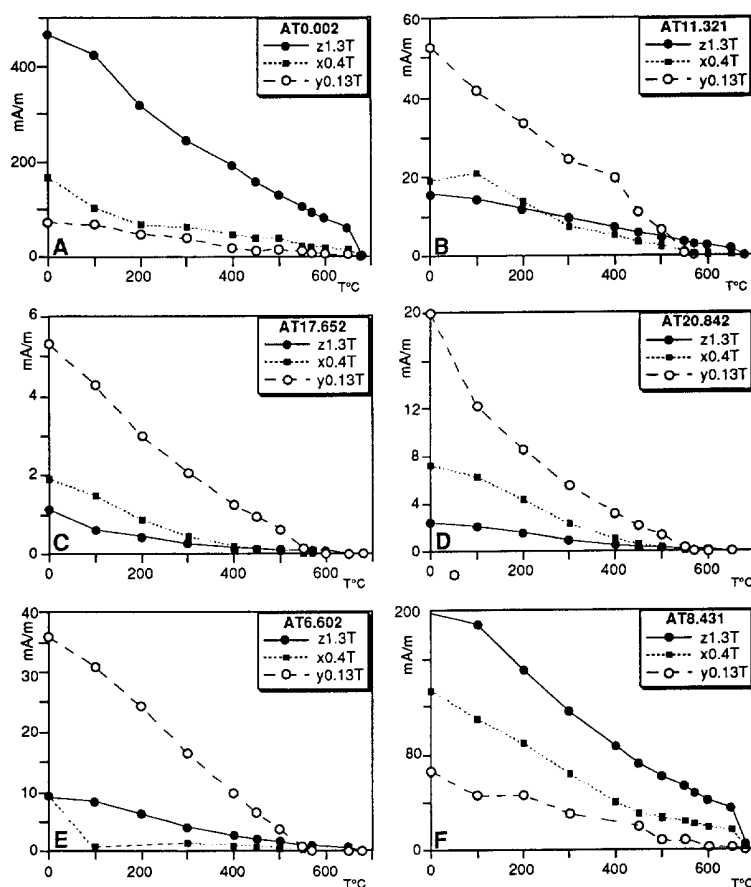 AT0.002
z1.3T
x0.4T
y0.13T
mA/m
400
200
0
A
0 200 400 600
T°C
AT11.321
z1.3T
x0.4T
y0.13T
mA/m
60
40
20
0
B
0 200 400 600
T°C
AT17.652
z1.3T
x0.4T
y0.13T
mA/m
6
4
2
0
C
0 200 400 600
T°C
AT20.842
z1.3T
x0.4T
y0.13T
mA/m
20
16
12
8
4
0
D
0 200 400 600
T°C
AT6.602
z1.3T
x0.4T
y0.13T
mA/m
40
30
20
10
0
E
0 200 400 600
T°C
AT8.431
z1.3T
x0.4T
y0.13T
mA/m
200
80
0
F
0 200 400 600
T°C